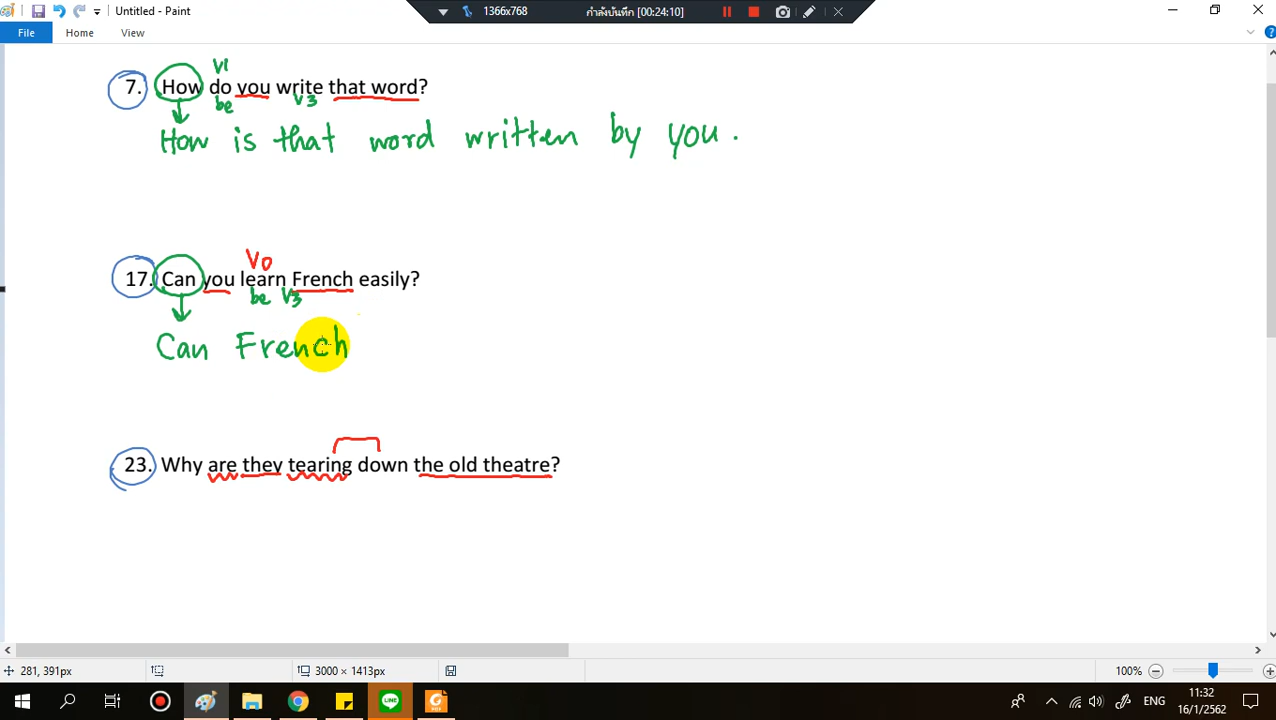 Untitled - Paint
1366x768
กำลังบันทึก [00:24:10]
File Home View
V1
7. How do you write that word?
be V3
How is that word written by you.
V0
17. Can you learn French easily?
be V3
Can French
23. Why are they tearing down the old theatre?
281, 391px
3000 × 1413px
100%
LINE
PDF
ENG
11:32
16/1/2562